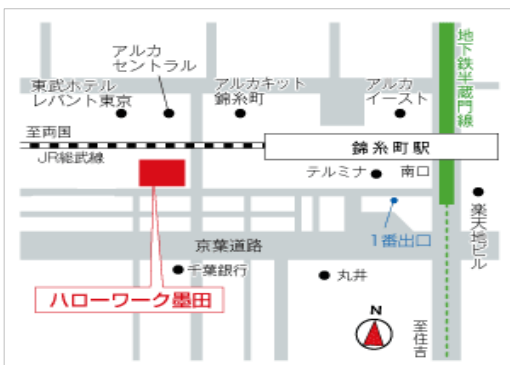 アルカ
セントラル
東武ホテル
レバント東京
アルカキット
錦糸町
アルカ
イースト
地下鉄半蔵門線
至両国
JR総武線
錦糸町駅
テルミナ
南口
1番出口
楽天地ビル
京葉道路
千葉銀行
丸井
ハローワーク墨田
N
至住吉